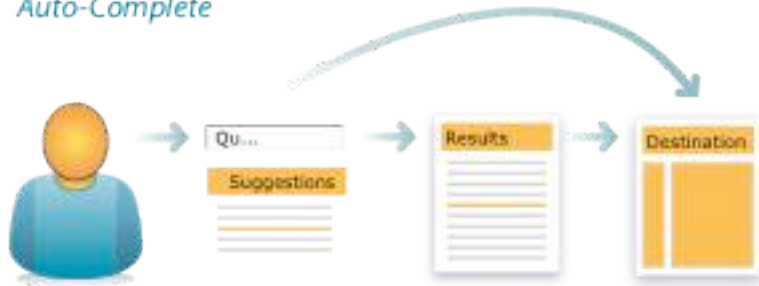 Auto-Complete
Qu...
Suggestions
Results
Destination